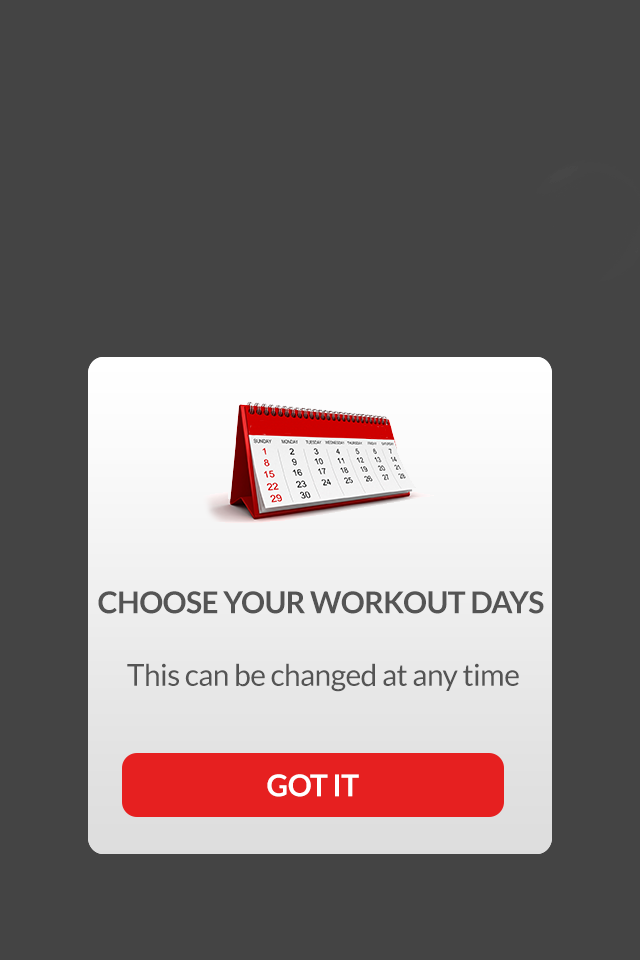 SUNDAY MONDAY TUESDAY WEDNESDAY THURSDAY FRIDAY SATURDAY
1 2 3 4 5 6 7
8 9 10 11 12 13 14
15 16 17 18 19 20 21
22 23 24 25 26 27 28
29 30
CHOOSE YOUR WORKOUT DAYS
This can be changed at any time
GOT IT